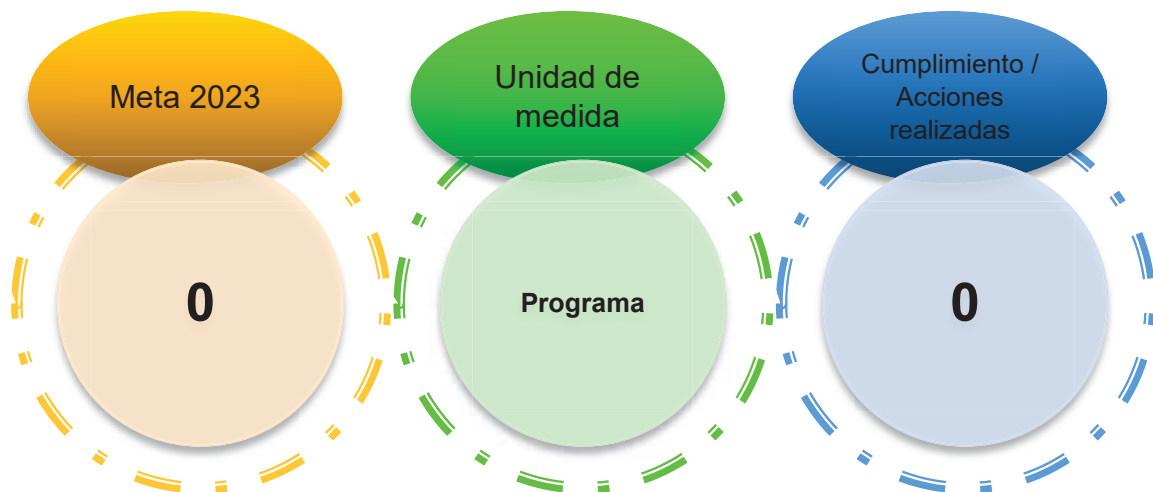 Meta 2023
0
Unidad de
medida
Programa
Cumplimiento /
Acciones
realizadas
0